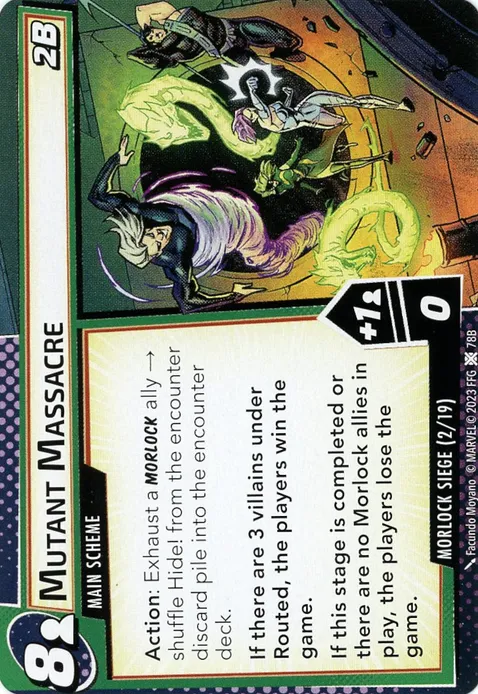 8
MUTANT MASSACRE
2B
MAIN SCHEME
Action: Exhaust a MORLOCK ally →
shuffle Hide! from the encounter
discard pile into the encounter
deck.
If there are 3 villains under
Routed, the players win the
game.
If this stage is completed or
there are no Morlock allies in
play, the players lose the
game.
+1
0
MORLOCK SIEGE (2/19)
Facundo Moyano © MARVEL © 2023 FFG 78B